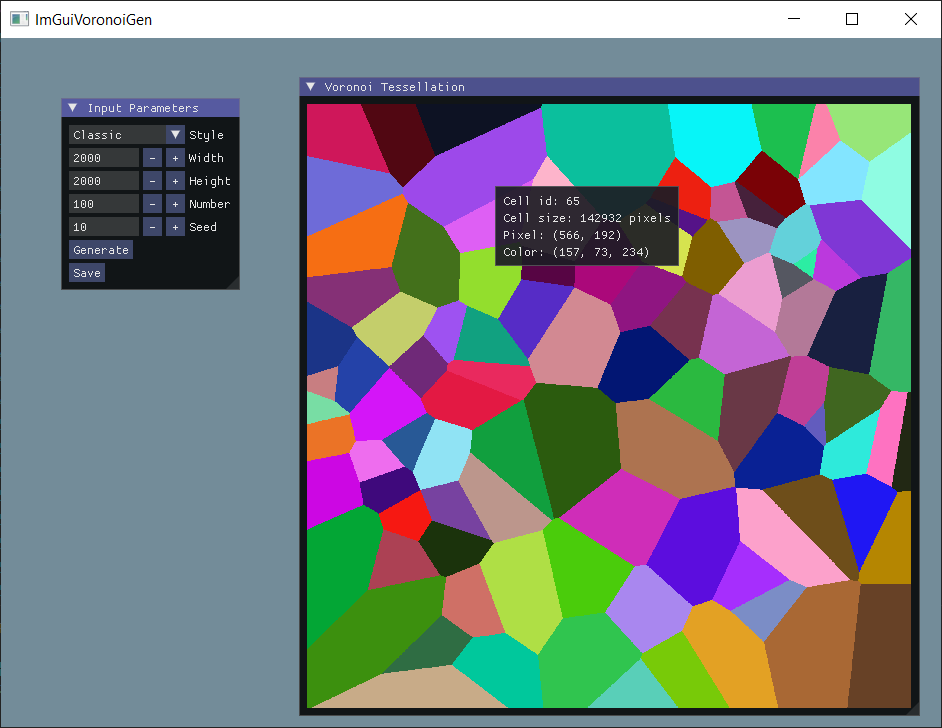 ImGuiVoronoiGen
Input Parameters
Classic Style
2000 - + Width
2000 - + Height
100 - + Number
10 - + Seed
Generate
Save
Voronoi Tessellation
Cell id: 65
Cell size: 142932 pixels
Pixel: (566, 192)
Color: (157, 73, 234)